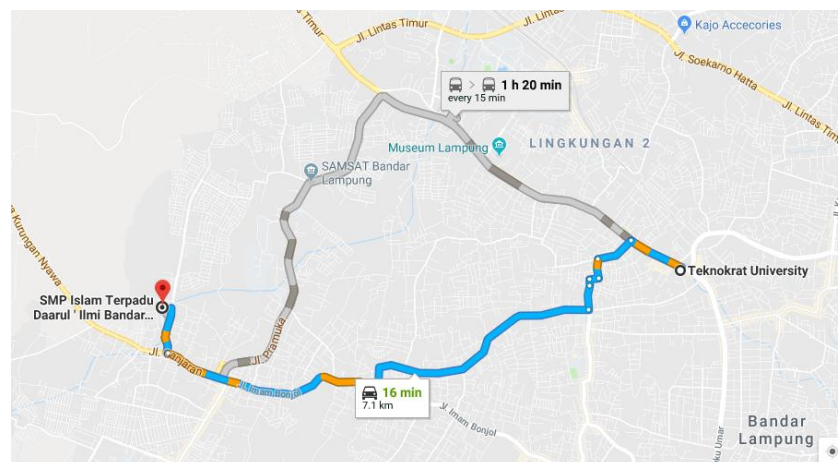 Jl. Lintas Timur
Jl. Lintas Timur
Kajo Accecories
Jl. Soekarno Hatta
Jl. Lintas Timur
1 h 20 min
every 15 min
Museum Lampung
LINGKUNGAN 2
SAMSAT Bandar
Lampung
Kurungan Nyawa
Teknokrat University
SMP Islam Terpadu
Daarul ' Ilmi Bandar...
Jl. Pramuka
Jl. Ganjaran
Jl. Imam Bonjol
16 min
7.1 km
Jl. Imam Bonjol
Umar
Bandar
Lampung